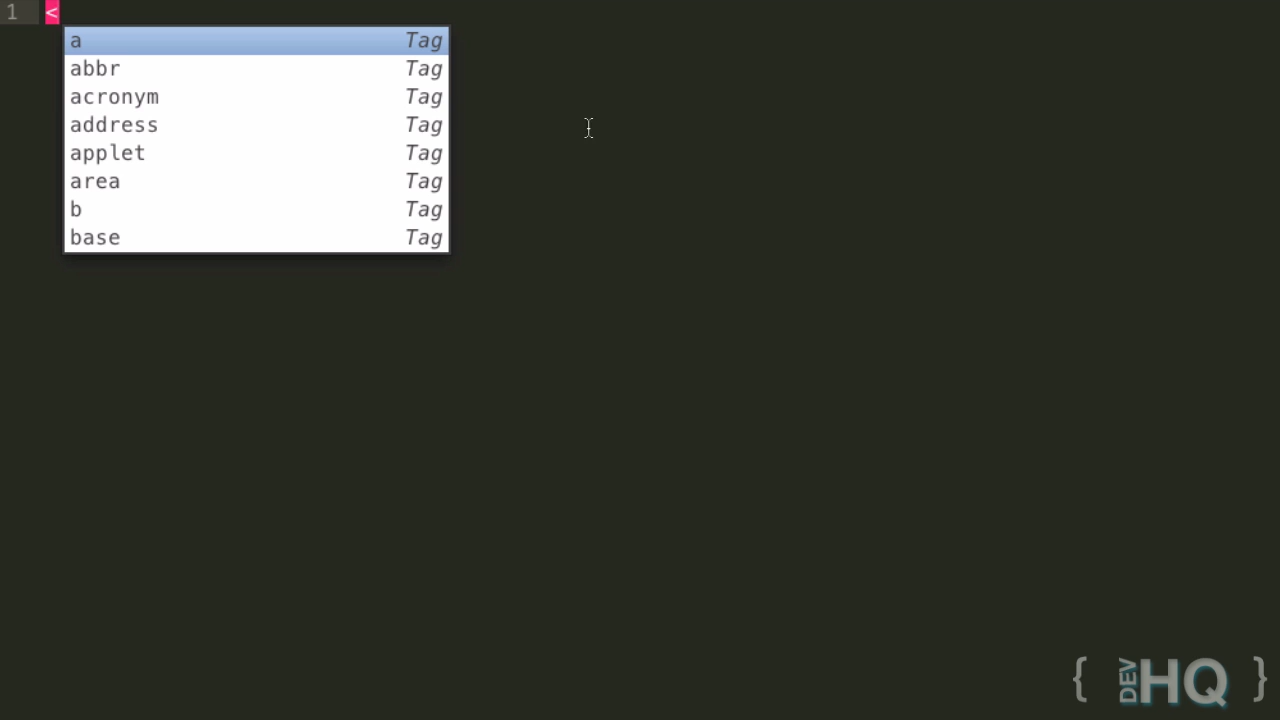 1 <
a Tag
abbr Tag
acronym Tag
address Tag
applet Tag
area Tag
b Tag
base Tag
{ DEV HQ }